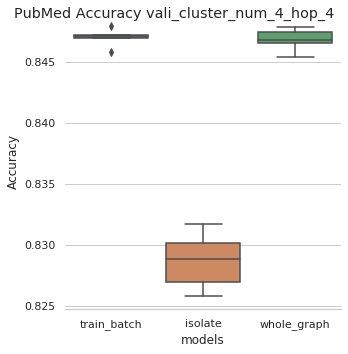 PubMed Accuracy vali_cluster_num_4_hop_4
0.845
0.840
0.835
0.830
0.825
Accuracy
train_batch
isolate
whole_graph
models